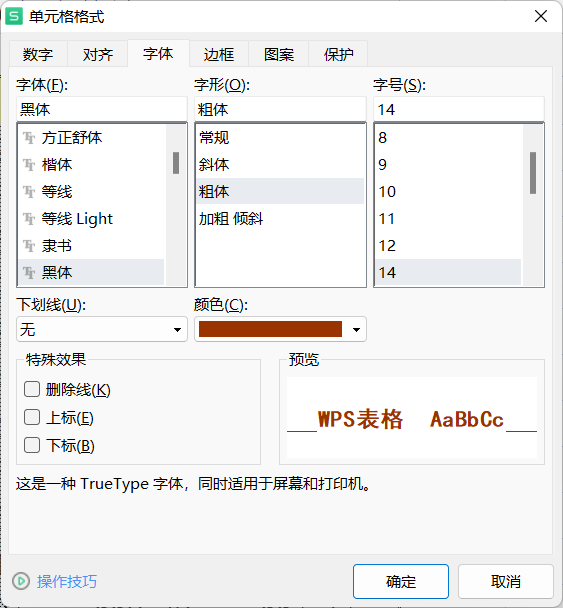 单元格格式
数字 对齐 字体 边框 图案 保护
字体(F): 字形(O): 字号(S):
黑体 粗体 14
方正舒体 常规 8
楷体 斜体 9
等线 粗体 10
等线 Light 加粗 倾斜 11
隶书 12
黑体 14
下划线(U): 颜色(C):
无
特殊效果 预览
删除线(K)
上标(E) WPS表格 AaBbCc
下标(B)
这是一种 TrueType 字体，同时适用于屏幕和打印机。
操作技巧 确定 取消